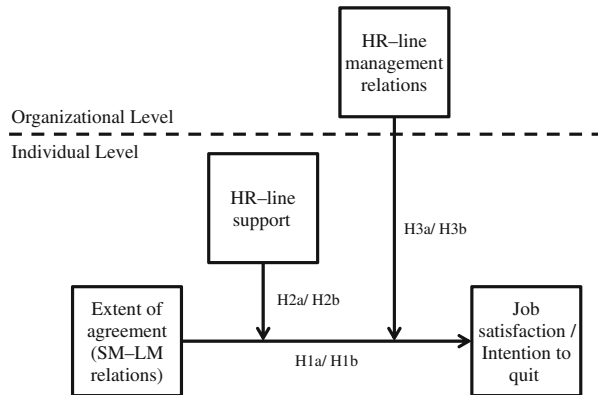 HR–line
management
relations
Organizational Level
Individual Level
HR–line
support
H3a/ H3b
H2a/ H2b
Extent of
agreement
(SM–LM
relations)
H1a/ H1b
Job
satisfaction /
Intention to
quit